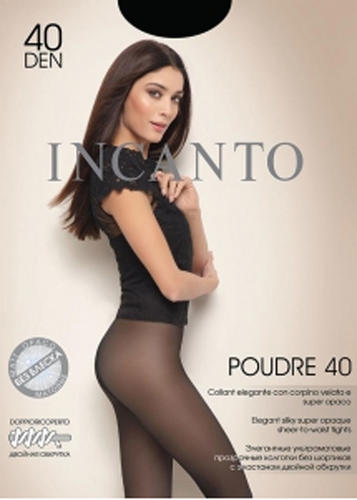 40
DEN
INCANTO
БЕЗ БЛЕСКА
DOPPIORICOPERTO
ДВОЙНАЯ ОБКРУТКА
POUDRE 40
Collant elegante con corpino velato e
super opaco
Elegant silky super opaque
sheer-to-waist tights
Элегантные ультраматовые
прозрачные колготки без шортиков
с эластаном двойной обкрутки